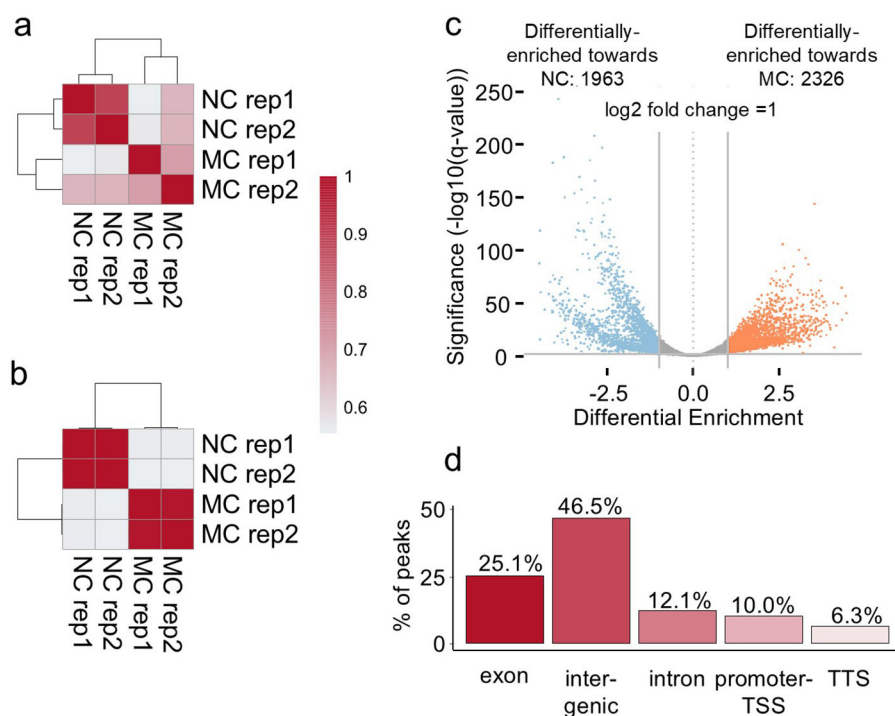 a
NC rep1
NC rep2
MC rep1
MC rep2
NC rep1
NC rep2
MC rep1
MC rep2
1
0.9
0.8
0.7
0.6
b
NC rep1
NC rep2
MC rep1
MC rep2
NC rep1
NC rep2
MC rep1
MC rep2
c
Differentially-
enriched towards
NC: 1963
Differentially-
enriched towards
MC: 2326
log2 fold change =1
Significance (-log10(q-value))
250
200
150
100
50
0
-2.5
0.0
2.5
Differential Enrichment
d
% of peaks
50
25
0
25.1%
46.5%
12.1%
10.0%
6.3%
exon
inter-
genic
intron
promoter-
TSS
TTS